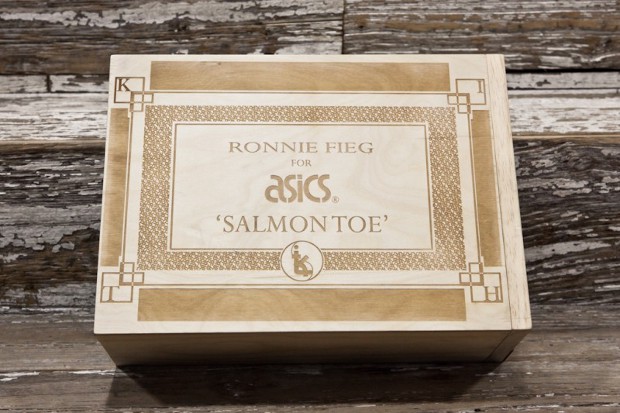 K I
RONNIE FIEG
FOR
asics®
‘SALMON TOE’
T H